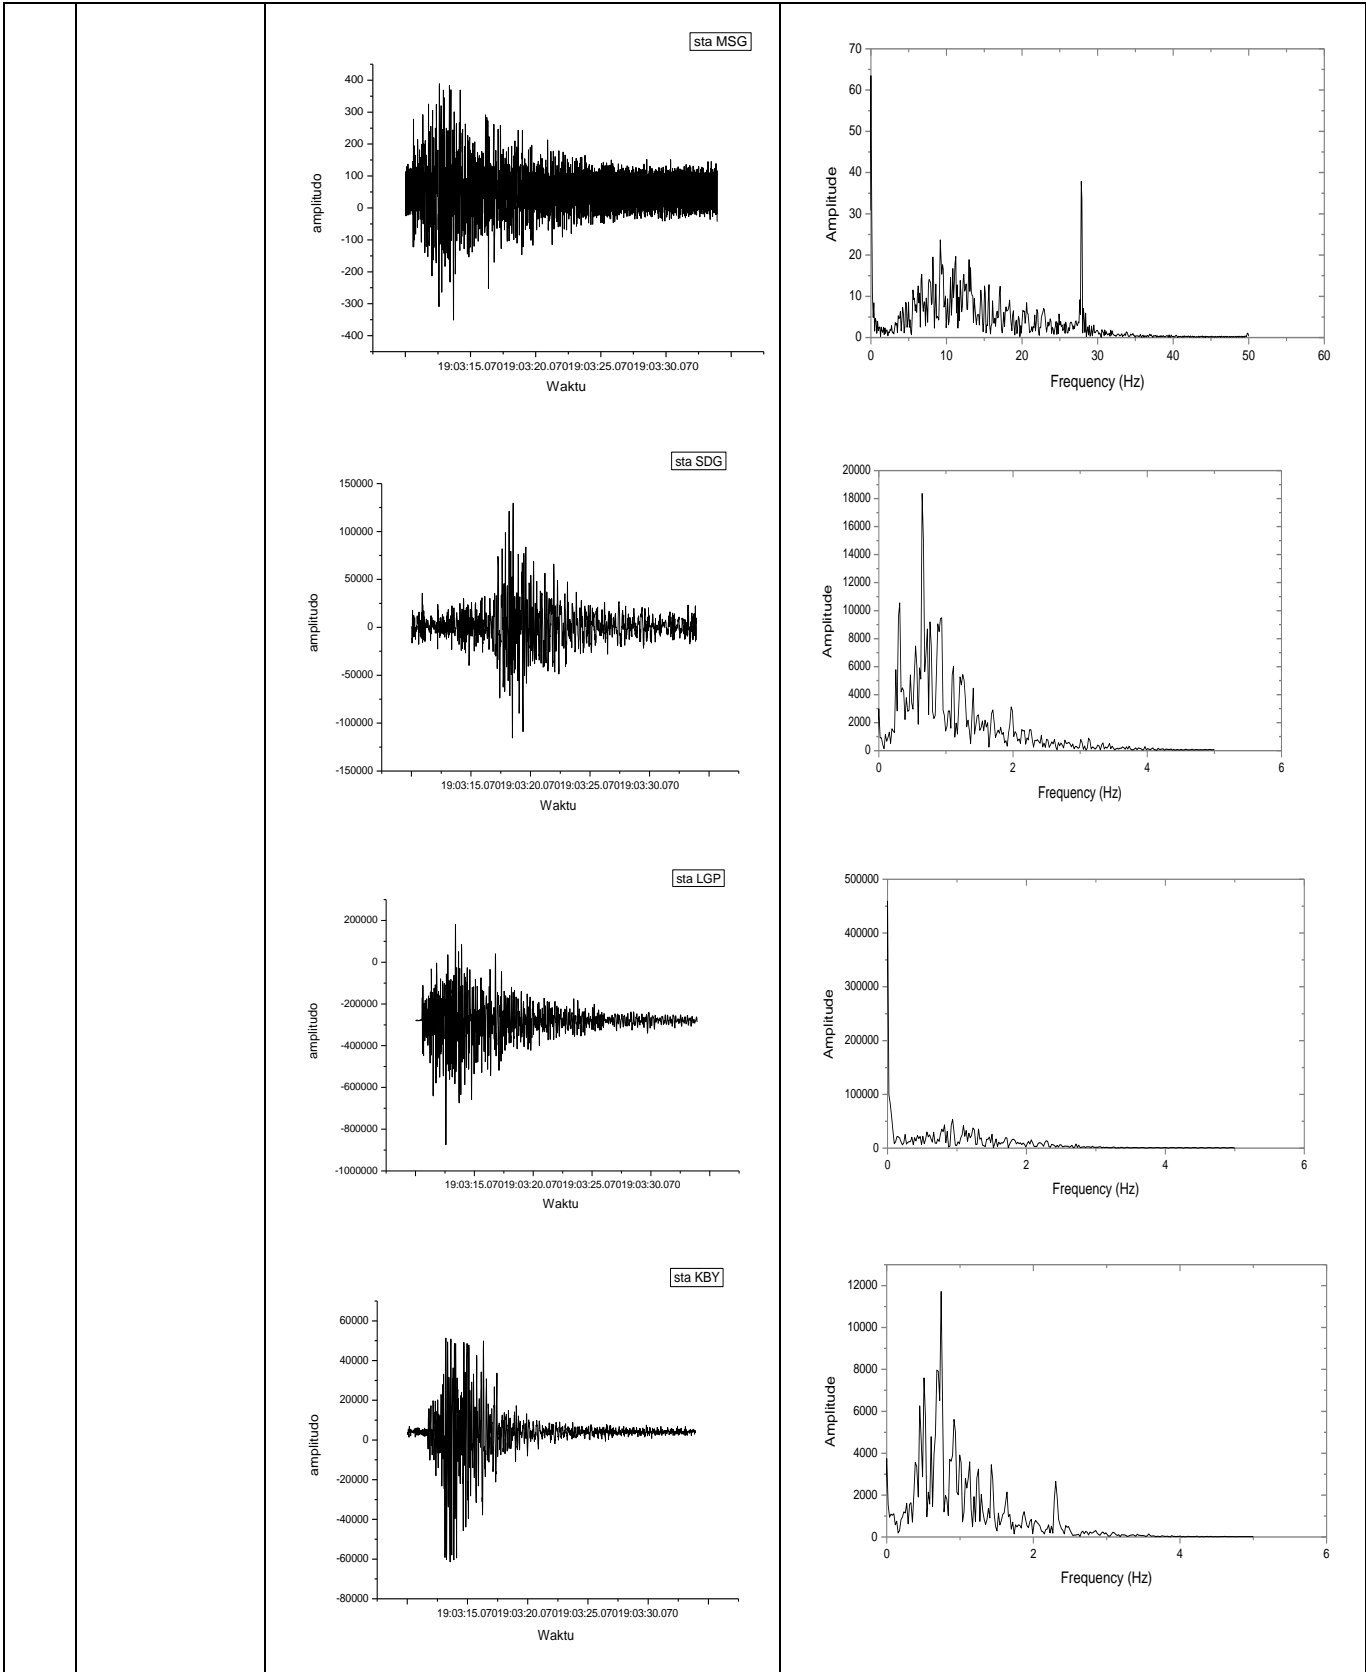 sta MSG
400
300
200
100
0
-100
-200
-300
-400
amplitudo
19:03:15.07019:03:20.07019:03:25.07019:03:30.070
Waktu
70
60
50
40
30
20
10
0
Amplitude
0 10 20 30 40 50 60
Frequency (Hz)
sta SDG
150000
100000
50000
0
-50000
-100000
-150000
amplitudo
19:03:15.07019:03:20.07019:03:25.07019:03:30.070
Waktu
20000
18000
16000
14000
12000
10000
8000
6000
4000
2000
0
Amplitude
0 2 4 6
Frequency (Hz)
sta LGP
200000
0
-200000
-400000
-600000
-800000
-1000000
amplitudo
19:03:15.07019:03:20.07019:03:25.07019:03:30.070
Waktu
500000
400000
300000
200000
100000
0
Amplitude
0 2 4 6
Frequency (Hz)
sta KBY
60000
40000
20000
0
-20000
-40000
-60000
-80000
amplitudo
19:03:15.07019:03:20.07019:03:25.07019:03:30.070
Waktu
12000
10000
8000
6000
4000
2000
0
Amplitude
0 2 4 6
Frequency (Hz)